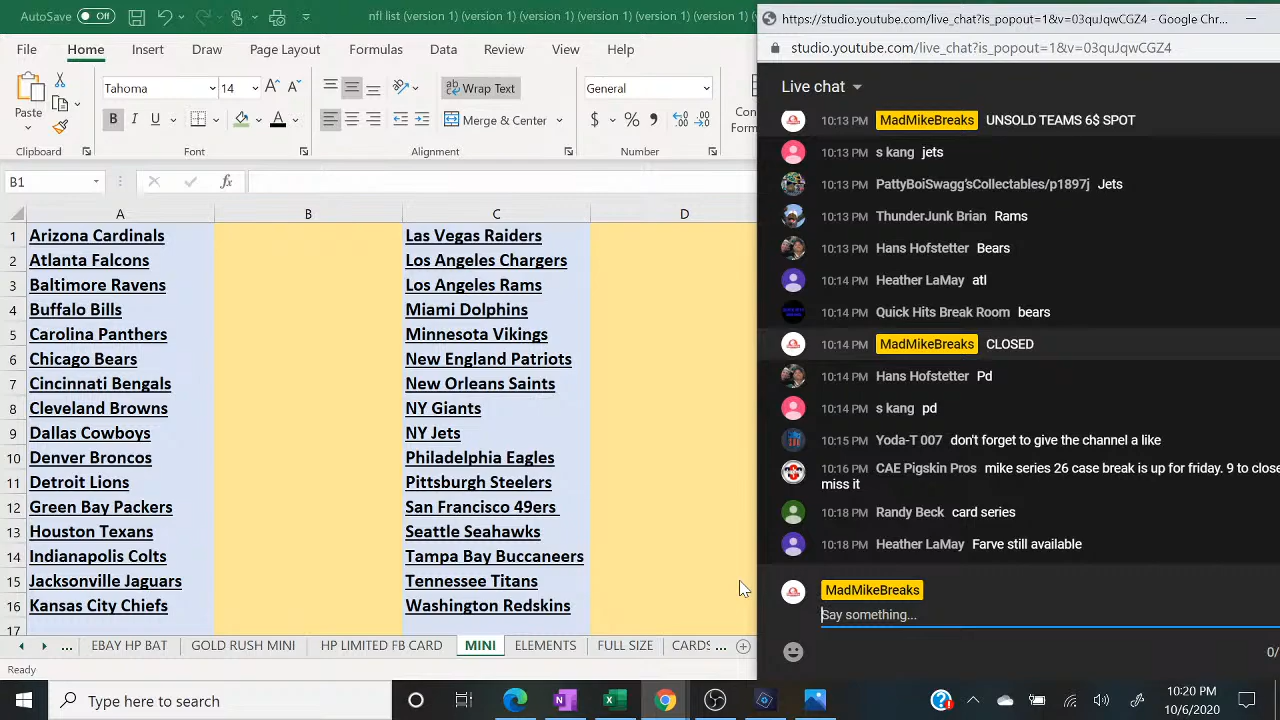 AutoSave Off
nfl list (version 1) (version 1)
https://studio.youtube.com/live_chat?is_popout=1&v=03quJqwCGZ4 - Google Chr...
File Home Insert Draw Page Layout Formulas Data Review View Help
studio.youtube.com/live_chat?is_popout=1&v=03quJqwCGZ4
Paste
Tahoma 14
B I U
Wrap Text
Merge & Center
General
$ % 9
Con
Form
Clipboard Font Alignment Number
B1 fx
A B C D
1 Arizona Cardinals Las Vegas Raiders
2 Atlanta Falcons Los Angeles Chargers
3 Baltimore Ravens Los Angeles Rams
4 Buffalo Bills Miami Dolphins
5 Carolina Panthers Minnesota Vikings
6 Chicago Bears New England Patriots
7 Cincinnati Bengals New Orleans Saints
8 Cleveland Browns NY Giants
9 Dallas Cowboys NY Jets
10 Denver Broncos Philadelphia Eagles
11 Detroit Lions Pittsburgh Steelers
12 Green Bay Packers San Francisco 49ers
13 Houston Texans Seattle Seahawks
14 Indianapolis Colts Tampa Bay Buccaneers
15 Jacksonville Jaguars Tennessee Titans
16 Kansas City Chiefs Washington Redskins
17
... EBAY HP BAT GOLD RUSH MINI HP LIMITED FB CARD MINI ELEMENTS FULL SIZE CARDS ...
Ready
Live chat
10:13 PM MadMikeBreaks UNSOLD TEAMS 6$ SPOT
10:13 PM s kang jets
10:13 PM PattyBoiSwagg'sCollectables/p1897j Jets
10:13 PM ThunderJunk Brian Rams
10:13 PM Hans Hofstetter Bears
10:14 PM Heather LaMay atl
10:14 PM Quick Hits Break Room bears
10:14 PM MadMikeBreaks CLOSED
10:14 PM Hans Hofstetter Pd
10:14 PM s kang pd
10:15 PM Yoda-T 007 don't forget to give the channel a like
10:16 PM CAE Pigskin Pros mike series 26 case break is up for friday. 9 to close
miss it
10:18 PM Randy Beck card series
10:18 PM Heather LaMay Farve still available
MadMikeBreaks
Say something...
0/
Type here to search
10:20 PM
10/6/2020